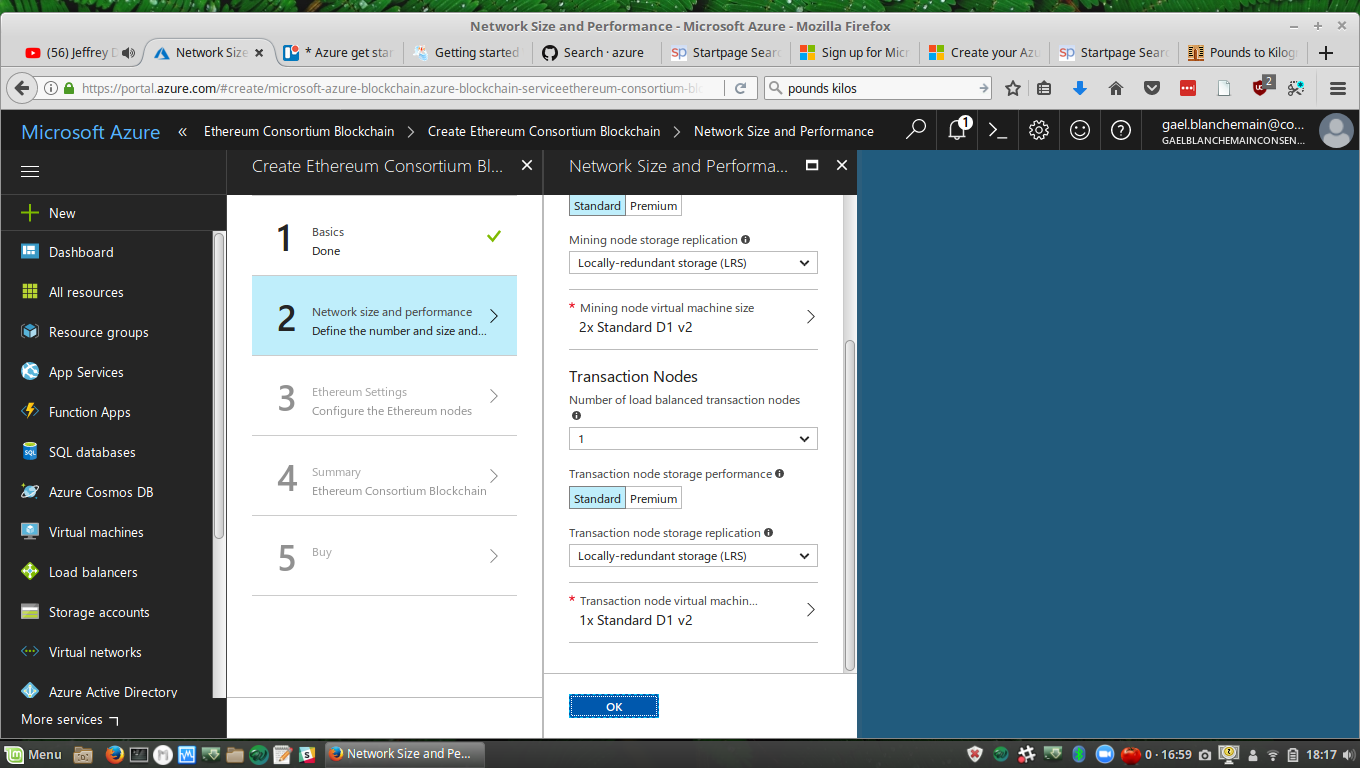 Network Size and Performance - Microsoft Azure - Mozilla Firefox
(56) Jeffrey D
Network Size
* Azure get star
Getting started
Search · azure
Startpage Searc
Sign up for Micr
Create your Azu
Startpage Searc
Pounds to Kilog
https://portal.azure.com/#create/microsoft-azure-blockchain.azure-blockchain-serviceethereum-consortium-blo
pounds kilos
2
Microsoft Azure
«
Ethereum Consortium Blockchain
Create Ethereum Consortium Blockchain
Network Size and Performance
1
gael.blanchemain@co...
GAELBLANCHEMAINCONSEN...
Create Ethereum Consortium Bl...
Network Size and Performa...
New
Dashboard
All resources
Resource groups
App Services
Function Apps
SQL databases
Azure Cosmos DB
Virtual machines
Load balancers
Storage accounts
Virtual networks
Azure Active Directory
More services
1
Basics
Done
2
Network size and performance
Define the number and size and...
3
Ethereum Settings
Configure the Ethereum nodes
4
Summary
Ethereum Consortium Blockchain
5
Buy
Standard Premium
Mining node storage replication
Locally-redundant storage (LRS)
* Mining node virtual machine size
2x Standard D1 v2
Transaction Nodes
Number of load balanced transaction nodes
1
Transaction node storage performance
Standard Premium
Transaction node storage replication
Locally-redundant storage (LRS)
* Transaction node virtual machin...
1x Standard D1 v2
OK
Menu
Network Size and Pe...
0 · 16:59
18:17